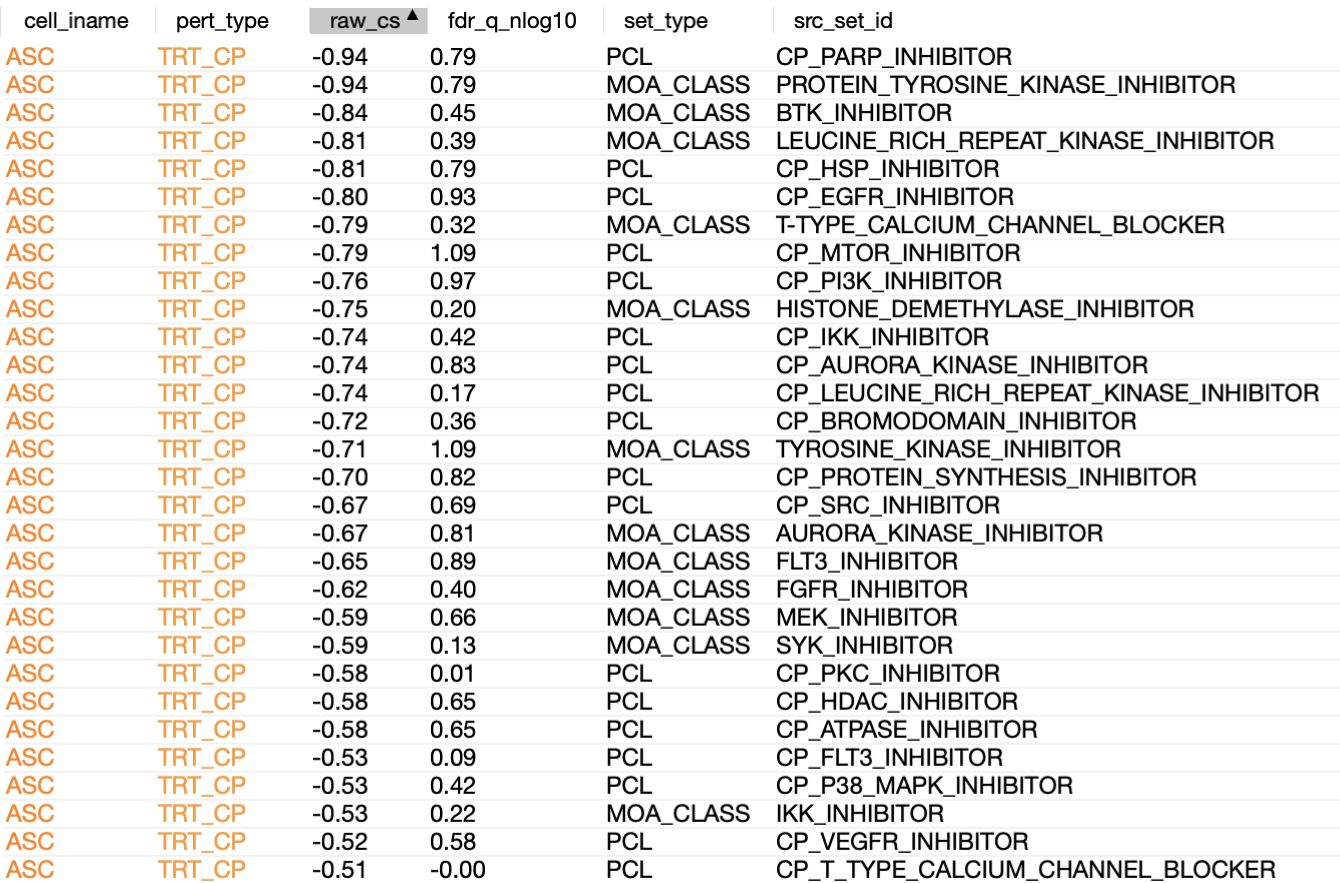 cell_iname pert_type raw_cs ▲ fdr_q_nlog10 set_type src_set_id
ASC TRT_CP -0.94 0.79 PCL CP_PARP_INHIBITOR
ASC TRT_CP -0.94 0.79 MOA_CLASS PROTEIN_TYROSINE_KINASE_INHIBITOR
ASC TRT_CP -0.84 0.45 MOA_CLASS BTK_INHIBITOR
ASC TRT_CP -0.81 0.39 MOA_CLASS LEUCINE_RICH_REPEAT_KINASE_INHIBITOR
ASC TRT_CP -0.81 0.79 PCL CP_HSP_INHIBITOR
ASC TRT_CP -0.80 0.93 PCL CP_EGFR_INHIBITOR
ASC TRT_CP -0.79 0.32 MOA_CLASS T-TYPE_CALCIUM_CHANNEL_BLOCKER
ASC TRT_CP -0.79 1.09 PCL CP_MTOR_INHIBITOR
ASC TRT_CP -0.76 0.97 PCL CP_PI3K_INHIBITOR
ASC TRT_CP -0.75 0.20 MOA_CLASS HISTONE_DEMETHYLASE_INHIBITOR
ASC TRT_CP -0.74 0.42 PCL CP_IKK_INHIBITOR
ASC TRT_CP -0.74 0.83 PCL CP_AURORA_KINASE_INHIBITOR
ASC TRT_CP -0.74 0.17 PCL CP_LEUCINE_RICH_REPEAT_KINASE_INHIBITOR
ASC TRT_CP -0.72 0.36 PCL CP_BROMODOMAIN_INHIBITOR
ASC TRT_CP -0.71 1.09 MOA_CLASS TYROSINE_KINASE_INHIBITOR
ASC TRT_CP -0.70 0.82 PCL CP_PROTEIN_SYNTHESIS_INHIBITOR
ASC TRT_CP -0.67 0.69 PCL CP_SRC_INHIBITOR
ASC TRT_CP -0.67 0.81 MOA_CLASS AURORA_KINASE_INHIBITOR
ASC TRT_CP -0.65 0.89 MOA_CLASS FLT3_INHIBITOR
ASC TRT_CP -0.62 0.40 MOA_CLASS FGFR_INHIBITOR
ASC TRT_CP -0.59 0.66 MOA_CLASS MEK_INHIBITOR
ASC TRT_CP -0.59 0.13 MOA_CLASS SYK_INHIBITOR
ASC TRT_CP -0.58 0.01 PCL CP_PKC_INHIBITOR
ASC TRT_CP -0.58 0.65 PCL CP_HDAC_INHIBITOR
ASC TRT_CP -0.58 0.65 PCL CP_ATPASE_INHIBITOR
ASC TRT_CP -0.53 0.09 PCL CP_FLT3_INHIBITOR
ASC TRT_CP -0.53 0.42 PCL CP_P38_MAPK_INHIBITOR
ASC TRT_CP -0.53 0.22 MOA_CLASS IKK_INHIBITOR
ASC TRT_CP -0.52 0.58 PCL CP_VEGFR_INHIBITOR
ASC TRT_CP -0.51 -0.00 PCL CP_T_TYPE_CALCIUM_CHANNEL_BLOCKER